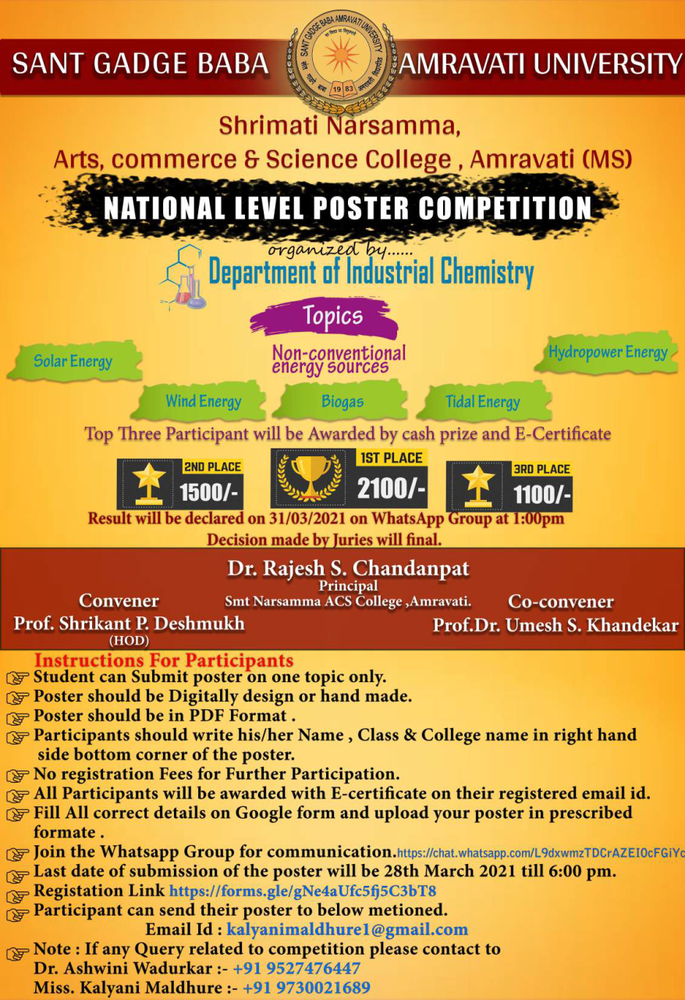 SANT GADGE BABA AMRAVATI UNIVERSITY
SANT GADGE BABA AMRAVATI UNIVERSITY
19 83
संत गाडगे बाबा अमरावती विद्यापीठ
Shrimati Narsamma,
Arts, commerce & Science College , Amravati (MS)
NATIONAL LEVEL POSTER COMPETITION
organized by......
Department of Industrial Chemistry
Topics
Non-conventional
energy sources
Solar Energy
Hydropower Energy
Wind Energy
Biogas
Tidal Energy
Top Three Participant will be Awarded by cash prize and E-Certificate
2ND PLACE
1500/-
1ST PLACE
2100/-
3RD PLACE
1100/-
Result will be declared on 31/03/2021 on WhatsApp Group at 1:00pm
Decision made by Juries will final.
Dr. Rajesh S. Chandanpat
Principal
Smt Narsamma ACS College ,Amravati.
Convener
Prof. Shrikant P. Deshmukh
(HOD)
Co-convener
Prof.Dr. Umesh S. Khandekar
Instructions For Participants
Student can Submit poster on one topic only.
Poster should be Digitally design or hand made.
Poster should be in PDF Format .
Participants should write his/her Name , Class & College name in right hand
side bottom corner of the poster.
No registration Fees for Further Participation.
All Participants will be awarded with E-certificate on their registered email id.
Fill All correct details on Google form and upload your poster in prescribed
formate .
Join the Whatsapp Group for communication.https://chat.whatsapp.com/L9dxwmzTDCrAZEI0cFGiYc
Last date of submission of the poster will be 28th March 2021 till 6:00 pm.
Registation Link https://forms.gle/gNe4aUfc5fj5C3bT8
Participant can send their poster to below metioned.
Email Id : kalyanimaldhure1@gmail.com
Note : If any Query related to competition please contact to
Dr. Ashwini Wadurkar :- +91 9527476447
Miss. Kalyani Maldhure :- +91 9730021689